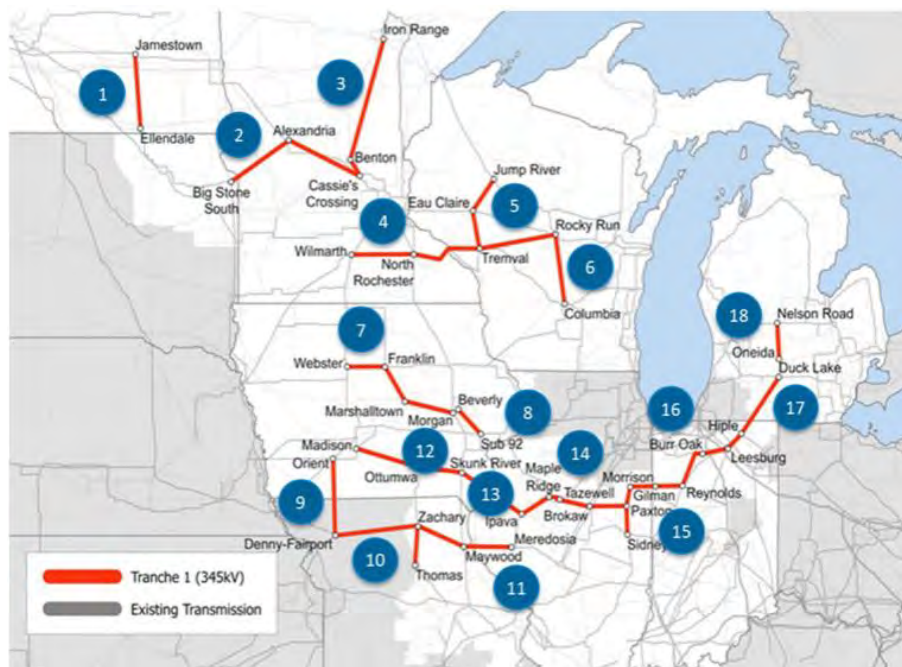 Iron Range
Jamestown
3
1
2
Alexandria
Ellendale
Benton
Jump River
Big Stone
South
Cassie's
Crossing
Eau Claire
5
4
Rocky Run
Wilmarth
North
Rochester
Tremval
6
Columbia
18
Nelson Road
7
Oneida
Webster
Franklin
Duck Lake
Beverly
Marshalltown
Morgan
8
16
17
Hiple
Madison
12
Sub 92
14
Burr Oak
Orient
Ottumwa
Skunk River
Leesburg
Maple
Ridge
Morrison
9
13
Tazewell
Gilman
Reynolds
Ipava
Brokaw
Paxton
15
Zachary
Sidney
Denny-Fairport
Meredosia
10
Maywood
Thomas
11
Tranche 1 (345kV)
Existing Transmission